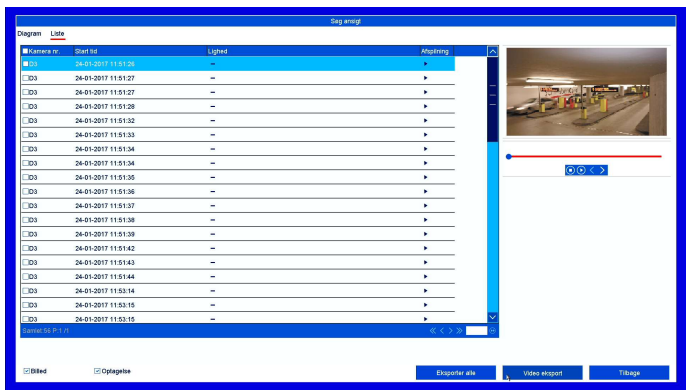 Søg ansigt
Diagram Liste
Kamera nr. Start tid Lighed Afspilning
D3 24-01-2017 11:51:26 –
D3 24-01-2017 11:51:27 –
D3 24-01-2017 11:51:27 –
D3 24-01-2017 11:51:28 –
D3 24-01-2017 11:51:32 –
D3 24-01-2017 11:51:33 –
D3 24-01-2017 11:51:34 –
D3 24-01-2017 11:51:34 –
D3 24-01-2017 11:51:35 –
D3 24-01-2017 11:51:36 –
D3 24-01-2017 11:51:37 –
D3 24-01-2017 11:51:38 –
D3 24-01-2017 11:51:39 –
D3 24-01-2017 11:51:42 –
D3 24-01-2017 11:51:43 –
D3 24-01-2017 11:51:44 –
D3 24-01-2017 11:53:14 –
D3 24-01-2017 11:53:15 –
D3 24-01-2017 11:53:15 –
Samlet:56 P:1 /1
Billed Optagelse Eksporter alle Video eksport Tilbage